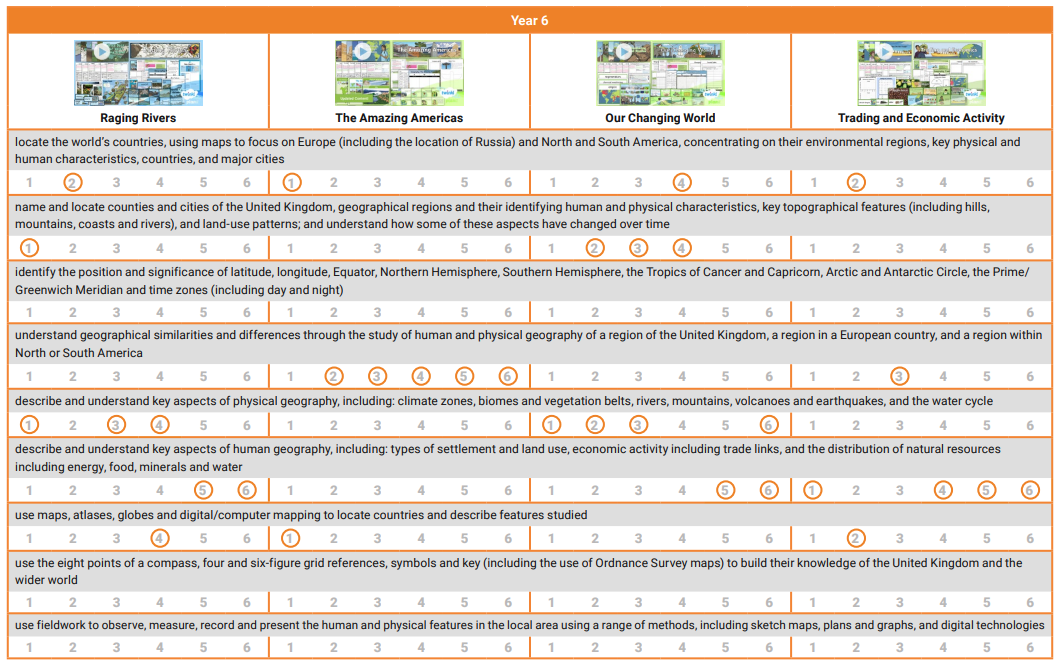 Year 6
Raging Rivers The Amazing Americas Our Changing World Trading and Economic Activity
locate the world's countries, using maps to focus on Europe (including the location of Russia) and North and South America, concentrating on their environmental regions, key physical and
human characteristics, countries, and major cities
1 2 3 4 5 6 1 2 3 4 5 6 1 2 3 4 5 6 1 2 3 4 5 6
name and locate counties and cities of the United Kingdom, geographical regions and their identifying human and physical characteristics, key topographical features (including hills,
mountains, coasts and rivers), and land-use patterns; and understand how some of these aspects have changed over time
1 2 3 4 5 6 1 2 3 4 5 6 1 2 3 4 5 6 1 2 3 4 5 6
identify the position and significance of latitude, longitude, Equator, Northern Hemisphere, Southern Hemisphere, the Tropics of Cancer and Capricorn, Arctic and Antarctic Circle, the Prime/
Greenwich Meridian and time zones (including day and night)
1 2 3 4 5 6 1 2 3 4 5 6 1 2 3 4 5 6 1 2 3 4 5 6
understand geographical similarities and differences through the study of human and physical geography of a region of the United Kingdom, a region in a European country, and a region within
North or South America
1 2 3 4 5 6 1 2 3 4 5 6 1 2 3 4 5 6 1 2 3 4 5 6
describe and understand key aspects of physical geography, including: climate zones, biomes and vegetation belts, rivers, mountains, volcanoes and earthquakes, and the water cycle
1 2 3 4 5 6 1 2 3 4 5 6 1 2 3 4 5 6 1 2 3 4 5 6
describe and understand key aspects of human geography, including: types of settlement and land use, economic activity including trade links, and the distribution of natural resources
including energy, food, minerals and water
1 2 3 4 5 6 1 2 3 4 5 6 1 2 3 4 5 6 1 2 3 4 5 6
use maps, atlases, globes and digital/computer mapping to locate countries and describe features studied
1 2 3 4 5 6 1 2 3 4 5 6 1 2 3 4 5 6 1 2 3 4 5 6
use the eight points of a compass, four and six-figure grid references, symbols and key (including the use of Ordnance Survey maps) to build their knowledge of the United Kingdom and the
wider world
1 2 3 4 5 6 1 2 3 4 5 6 1 2 3 4 5 6 1 2 3 4 5 6
use fieldwork to observe, measure, record and present the human and physical features in the local area using a range of methods, including sketch maps, plans and graphs, and digital technologies
1 2 3 4 5 6 1 2 3 4 5 6 1 2 3 4 5 6 1 2 3 4 5 6